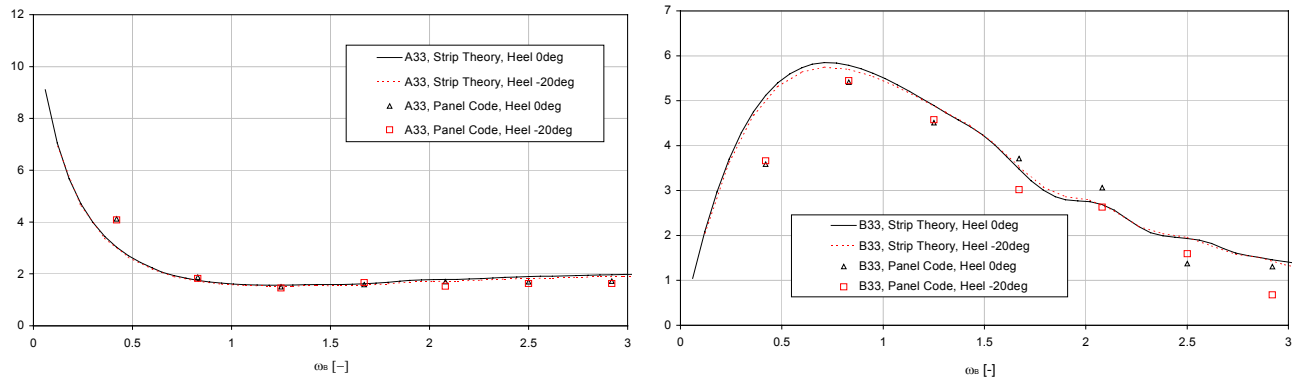 12
10
8
6
4
2
0
0
0.5
1
1.5
2
2.5
3
ωB [−]
A33, Strip Theory, Heel 0deg
A33, Strip Theory, Heel -20deg
A33, Panel Code, Heel 0deg
A33, Panel Code, Heel -20deg
7
6
5
4
3
2
1
0
0
0.5
1
1.5
2
2.5
3
ωB [-]
B33, Strip Theory, Heel 0deg
B33, Strip Theory, Heel -20deg
B33, Panel Code, Heel 0deg
B33, Panel Code, Heel -20deg